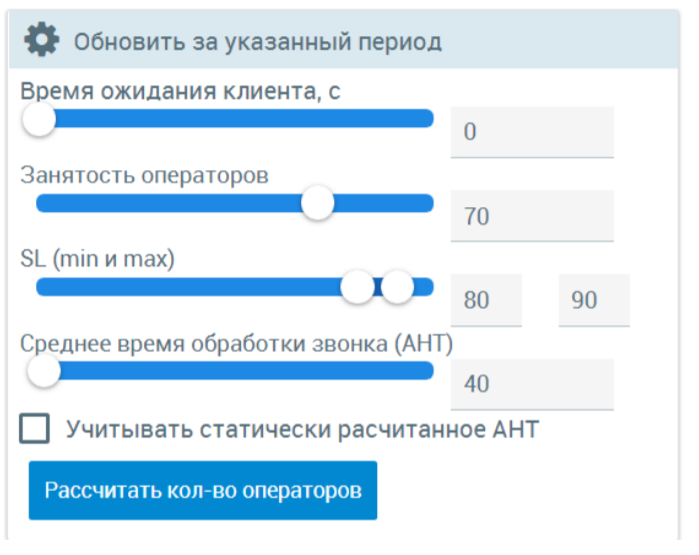 Обновить за указанный период
Время ожидания клиента, с
0
Занятость операторов
70
SL (min и max)
80 90
Среднее время обработки звонка (AHT)
40
Учитывать статически расчитанное AHT
Рассчитать кол-во операторов